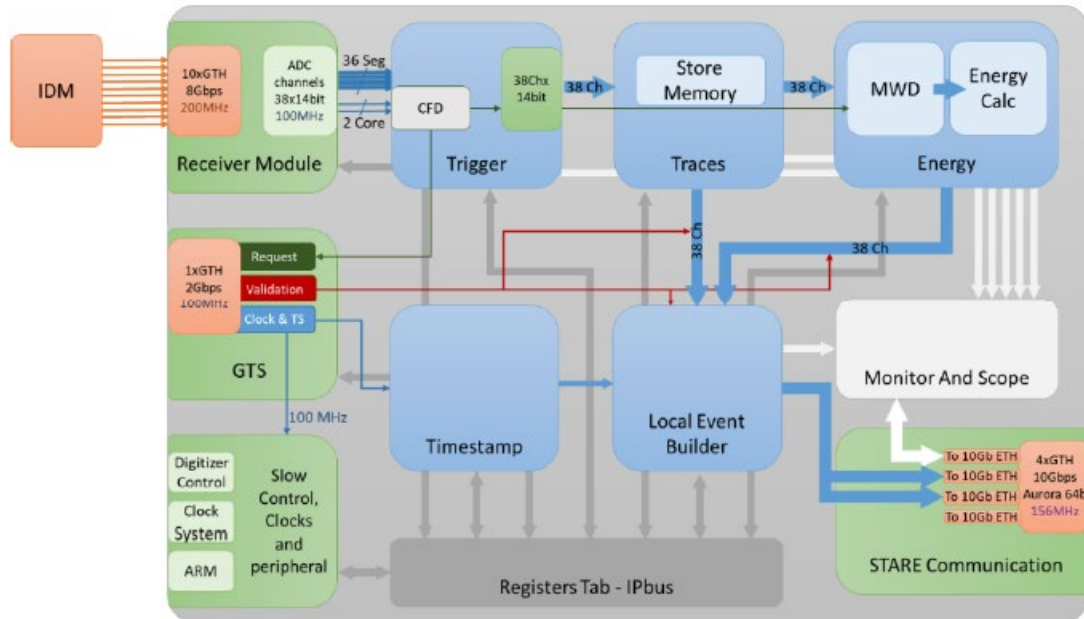 IDM
10xGTH
8Gbps
200MHz
ADC
channels
38x14bit
100MHz
Receiver Module
36 Seg
2 Core
CFD
38Chx
14bit
Trigger
38 Ch
Store
Memory
Traces
38 Ch
MWD
Energy
Calc
Energy
1xGTH
2Gbps
100MHz
Request
Validation
Clock & TS
GTS
38 Ch
38 Ch
100 MHz
Timestamp
Local Event
Builder
Monitor And Scope
Digitizer
Control
Clock
System
ARM
Slow
Control,
Clocks
and
peripheral
Registers Tab - IPbus
To 10Gb ETH
To 10Gb ETH
To 10Gb ETH
To 10Gb ETH
4xGTH
10Gbps
Aurora 64b
156MHz
STARE Communication